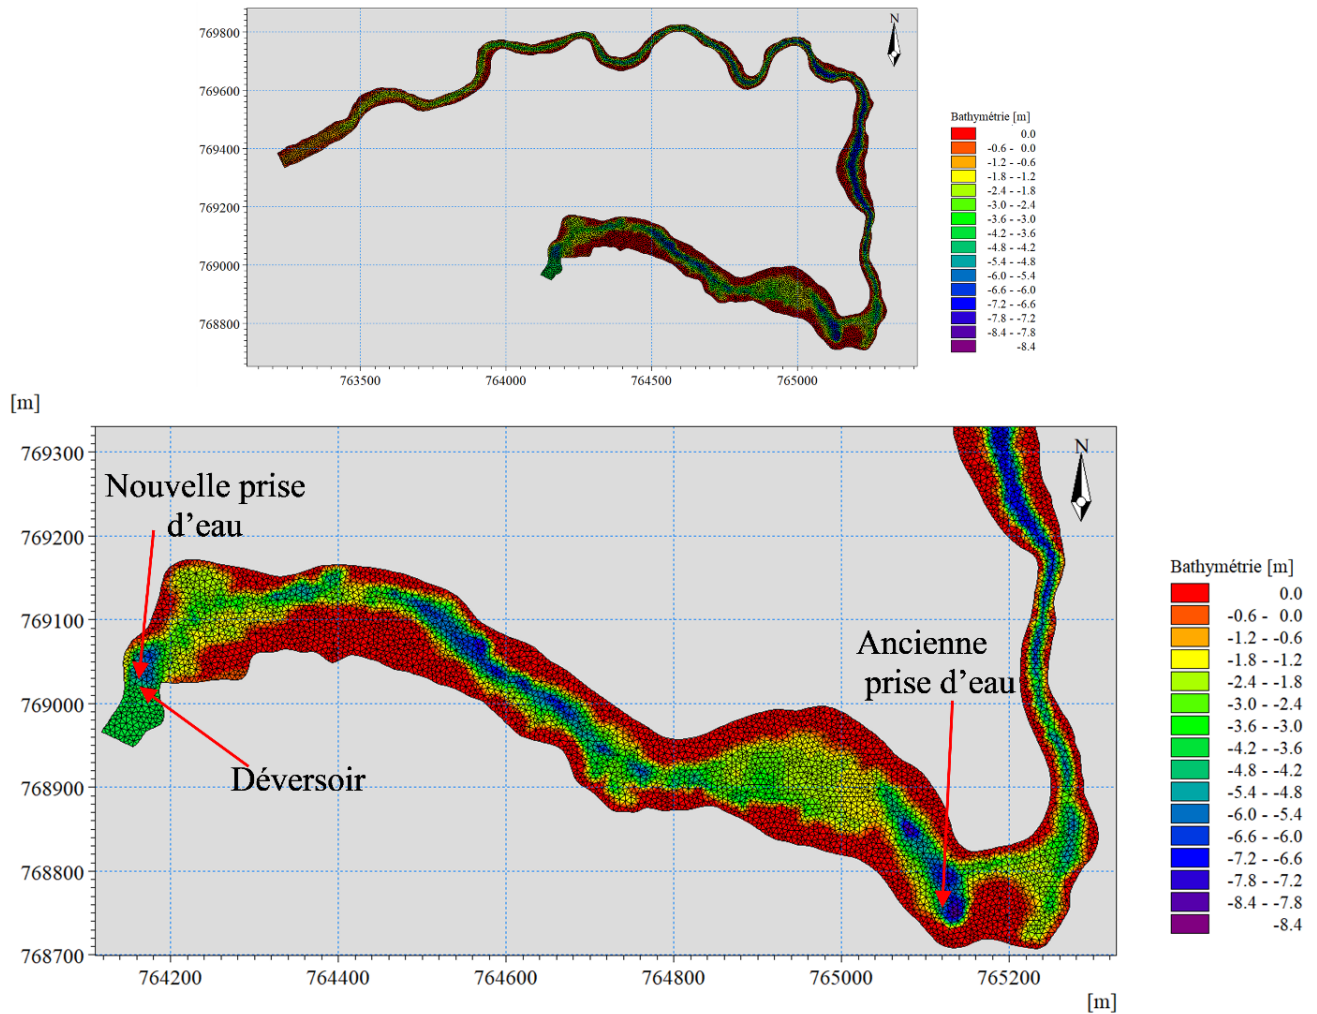 769800
769600
769400
769200
769000
768800
763500
764000
764500
765000
N
Bathymétrie [m]
0.0
-0.6 - 0.0
-1.2 - -0.6
-1.8 - -1.2
-2.4 - -1.8
-3.0 - -2.4
-3.6 - -3.0
-4.2 - -3.6
-4.8 - -4.2
-5.4 - -4.8
-6.0 - -5.4
-6.6 - -6.0
-7.2 - -6.6
-7.8 - -7.2
-8.4 - -7.8
-8.4
[m]
769300
769200
769100
769000
768900
768800
768700
N
Nouvelle prise
d’eau
Ancienne
prise d’eau
Déversoir
764200
764400
764600
764800
765000
765200
[m]
Bathymétrie [m]
0.0
-0.6 - 0.0
-1.2 - -0.6
-1.8 - -1.2
-2.4 - -1.8
-3.0 - -2.4
-3.6 - -3.0
-4.2 - -3.6
-4.8 - -4.2
-5.4 - -4.8
-6.0 - -5.4
-6.6 - -6.0
-7.2 - -6.6
-7.8 - -7.2
-8.4 - -7.8
-8.4